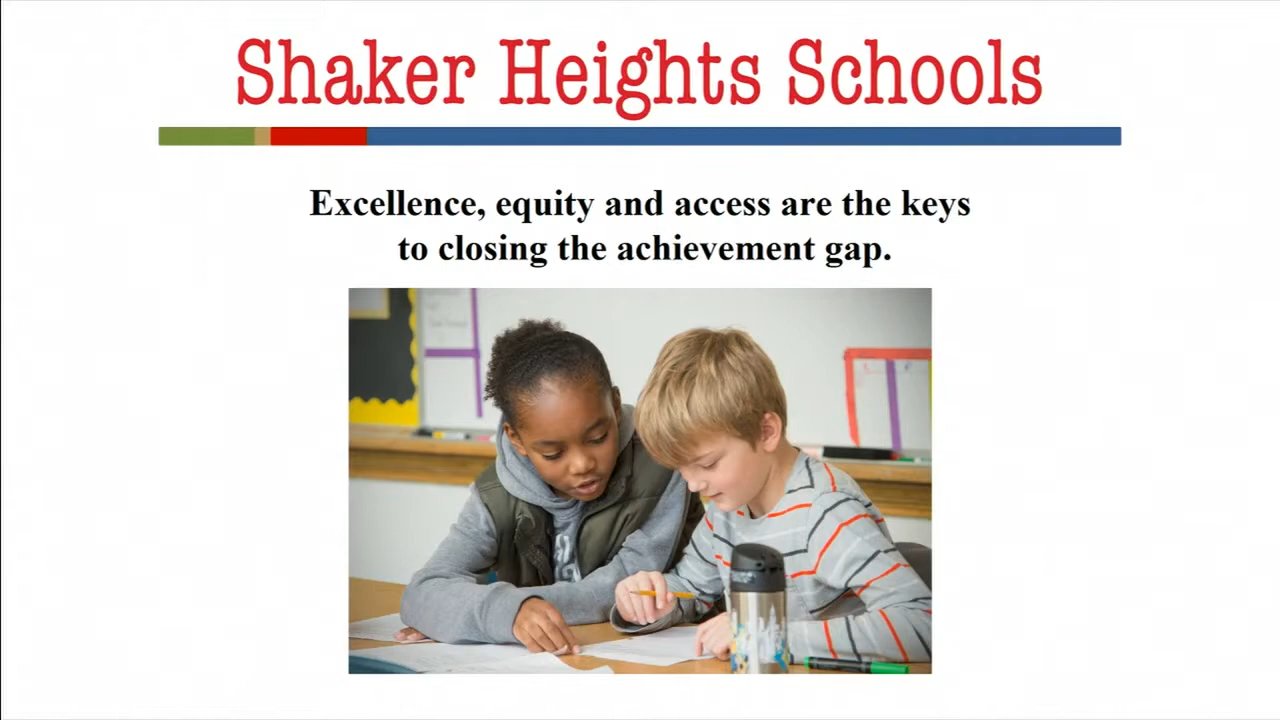 Shaker Heights Schools
Excellence, equity and access are the keys
to closing the achievement gap.